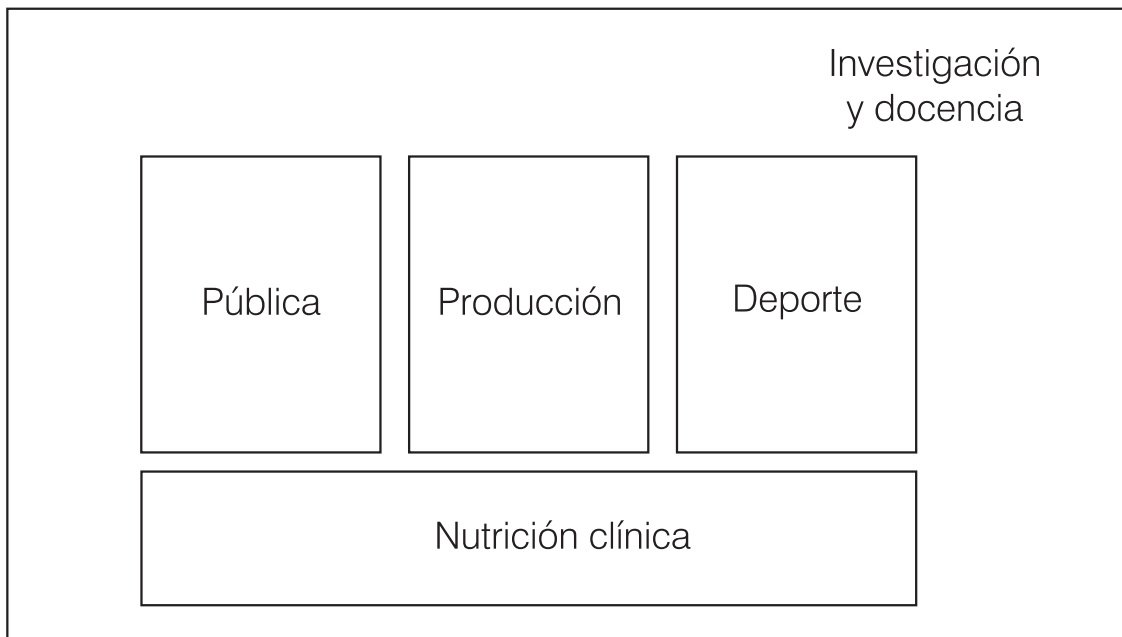 Investigación
y docencia
Pública
Producción
Deporte
Nutrición clínica